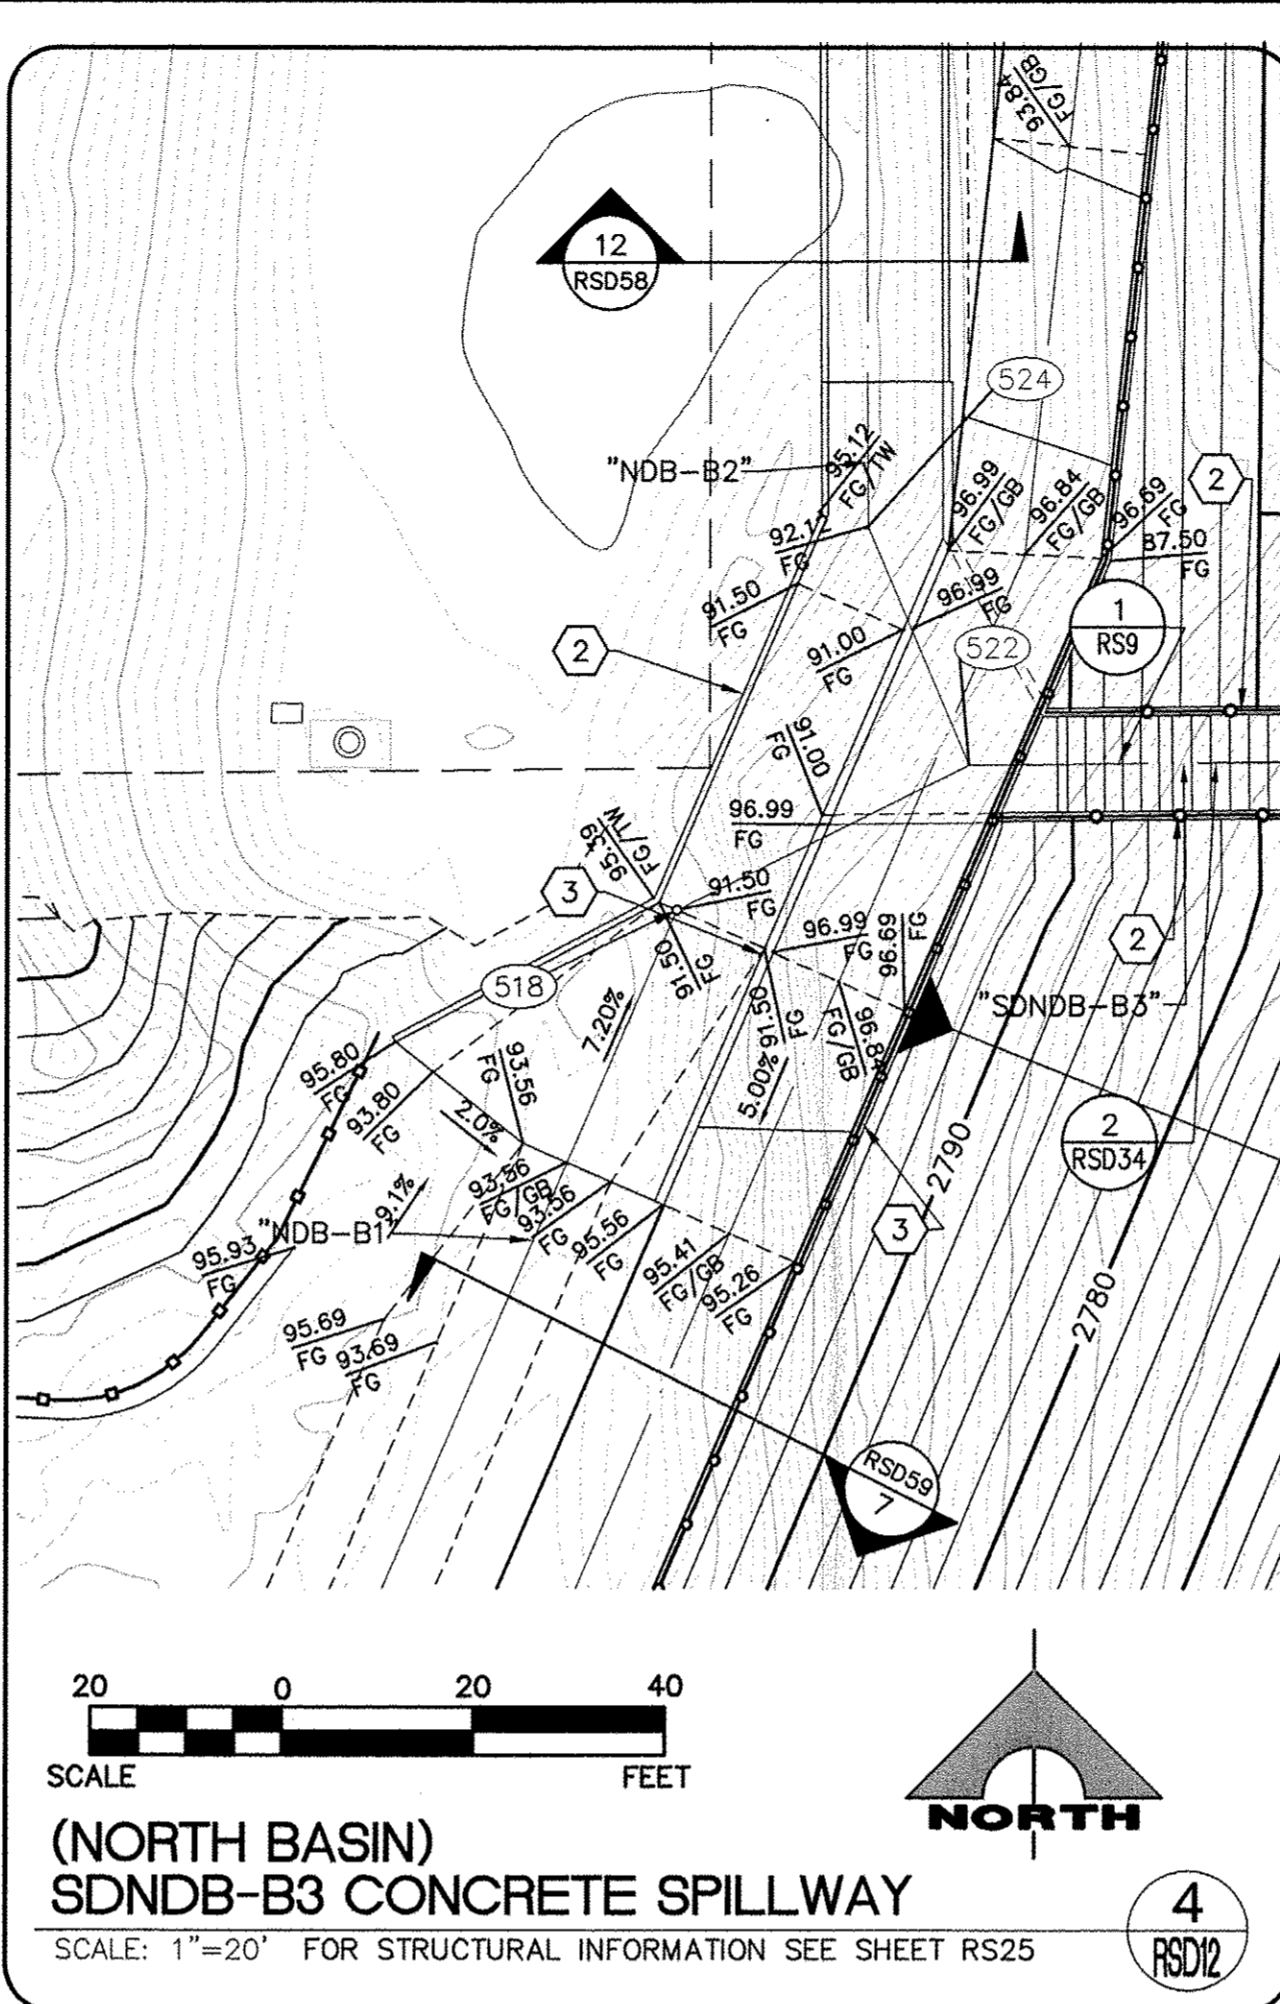 93.84
FG/GB
12
RSD58
524
"NDB-B2"
95.12
FG/TW
96.99
FG/GB
96.84
FG/GB
96.69
FG
2
92.1
FG
87.50
FG
91.50
FG
96.99
FG
1
RS9
2
91.00
FG
522
91.00
FG
96.99
FG
95.39
FG/TW
3
91.50
FG
96.99
FG
96.69
FG
2
91.50
FG
518
"SDNDB-B3"
7.20%
91.50
FG
96.84
FG/GB
95.80
FG
93.80
FG
93.56
FG
5.00%
2.0%
2
RSD34
2790
93.56
FG/GB
9.1%
93.56
FG
"NDB-B1"
95.56
FG
3
95.93
FG
95.41
FG/GB
95.26
FG
2780
95.69
FG
93.69
FG
RSD59
7
20 0 20 40
SCALE FEET
NORTH
(NORTH BASIN)
SDNDB-B3 CONCRETE SPILLWAY
SCALE: 1"=20' FOR STRUCTURAL INFORMATION SEE SHEET RS25
4
RSD12